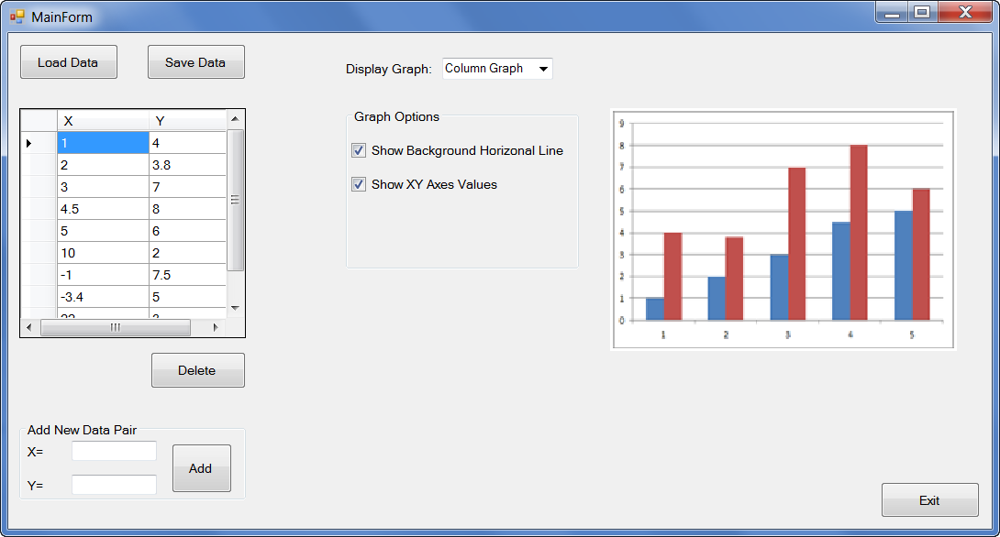 MainForm
Load Data
Save Data
X Y
1 4
2 3.8
3 7
4.5 8
5 6
10 2
-1 7.5
-3.4 5
Delete
Add New Data Pair
X=
Y=
Add
Display Graph: Column Graph
Graph Options
Show Background Horizonal Line
Show XY Axes Values
9
8
7
6
5
4
3
2
1
0
1 2 3 4 5
Exit